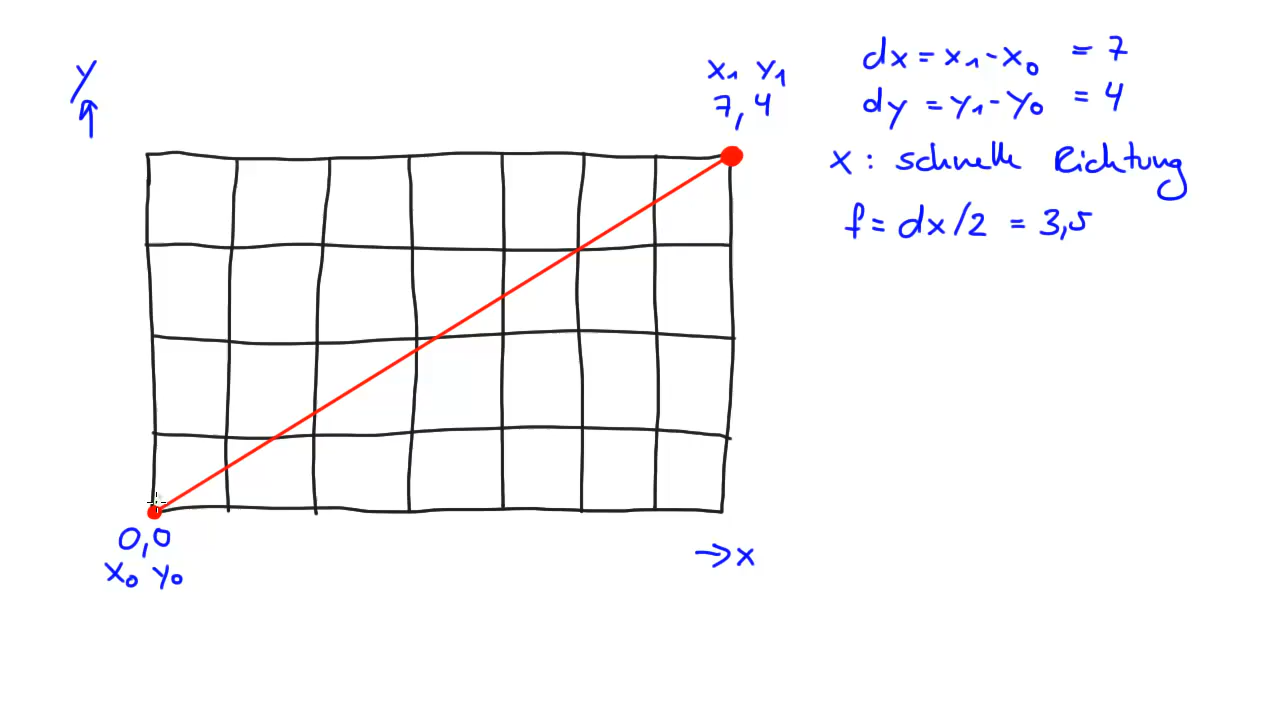 y
x₁ y₁
7, 4
dx = x₁ - x₀ = 7
dy = y₁ - y₀ = 4
x : schnelle Richtung
f = dx/2 = 3,5
0,0
x₀ y₀
→ x